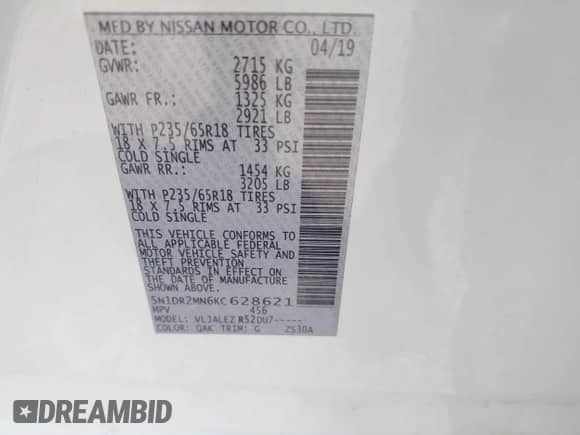 MFD BY NISSAN MOTOR CO., LTD.
DATE: 04/19
GVWR: 2715 KG
5986 LB
GAWR FR.: 1325 KG
2921 LB
WITH P235/65R18 TIRES
18 X 7.5 RIMS AT 33 PSI
COLD SINGLE
GAWR RR.: 1454 KG
3205 LB
WITH P235/65R18 TIRES
18 X 7.5 RIMS AT 33 PSI
COLD SINGLE
THIS VEHICLE CONFORMS TO
ALL APPLICABLE FEDERAL
MOTOR VEHICLE SAFETY AND
THEFT PREVENTION
STANDARDS IN EFFECT ON
THE DATE OF MANUFACTURE
SHOWN ABOVE
5N1DR2MN6KC628621
MPV 456
MODEL: VLJALEZ R52DU7-----
COLOR: QAK TRIM: G 2S30A
DREAMBID